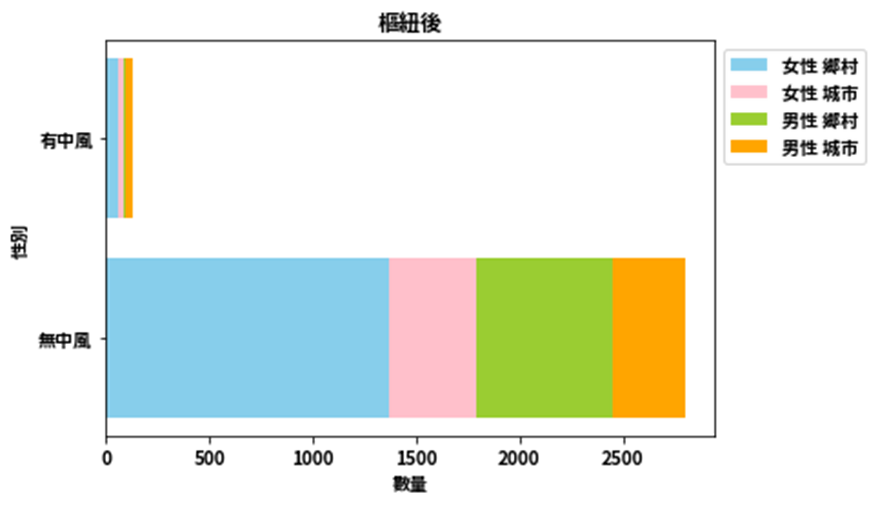 樞紐後
女性 鄉村
女性 城市
男性 鄉村
男性 城市
有中風
無中風
性別
0 500 1000 1500 2000 2500
數量